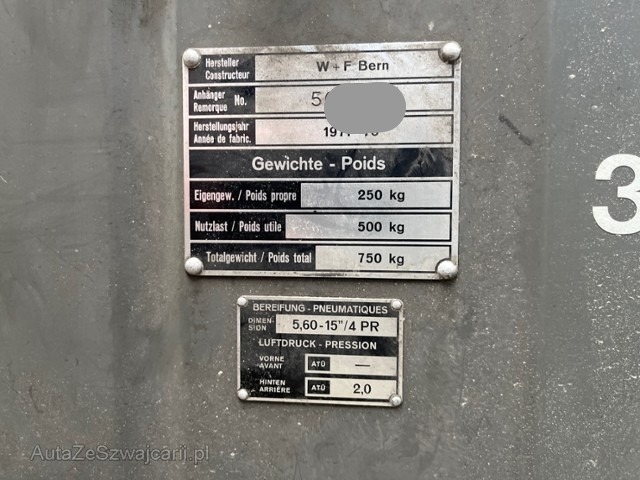 Hersteller
Constructeur
W + F Bern
Anhänger
Remorque No.
Herstellungsjahr
Année de fabric.
Gewichte - Poids
Eigengew. / Poids propre 250 kg
Nutzlast / Poids utile 500 kg
Totalgewicht / Poids total 750 kg
3
BEREIFUNG - PNEUMATIQUES
DIMEN-
SION
5,60-15"/4 PR
LUFTDRUCK - PRESSION
VORNE
AVANT
ATÜ —
HINTEN
ARRIÈRE
ATÜ 2,0
AutaZeSzwajcarii.pl